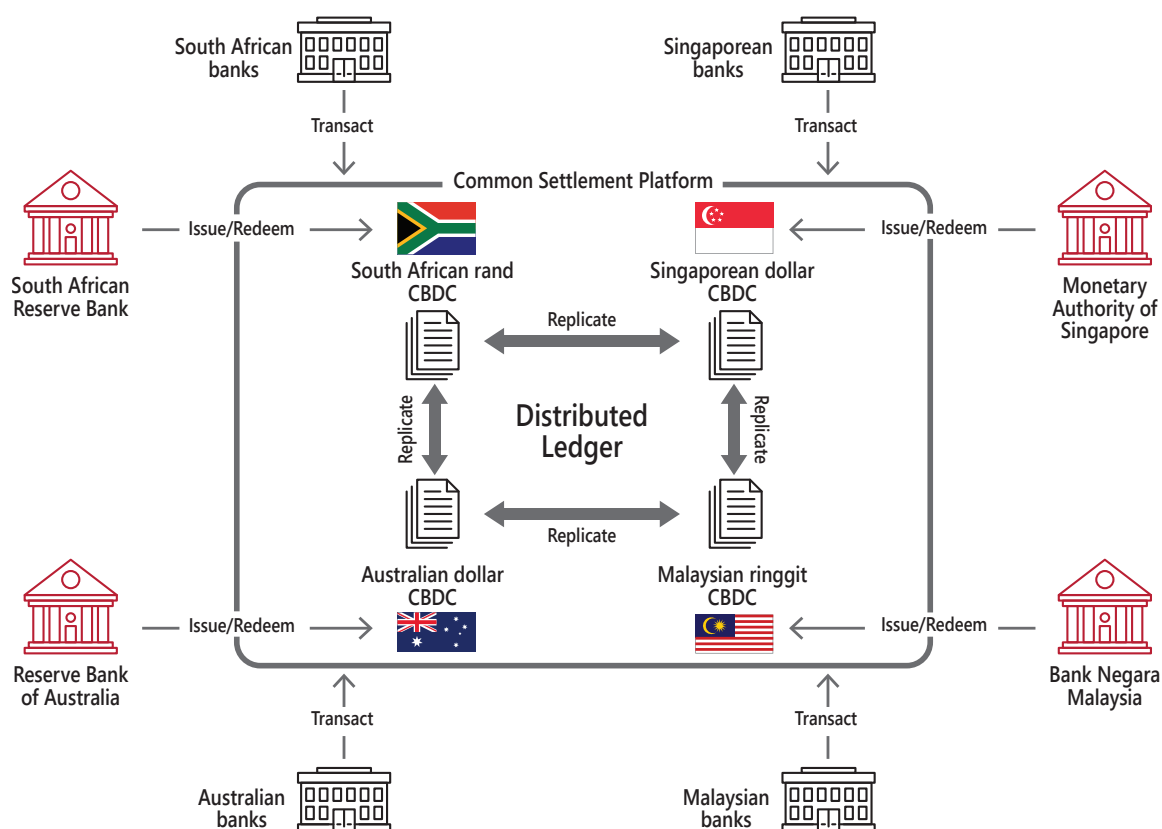 South African
banks
Singaporean
banks
Transact
Transact
Common Settlement Platform
Issue/Redeem
Issue/Redeem
South African
Reserve Bank
South African rand
CBDC
Singaporean dollar
CBDC
Monetary
Authority of
Singapore
Replicate
Replicate
Distributed
Ledger
Replicate
Replicate
Australian dollar
CBDC
Malaysian ringgit
CBDC
Issue/Redeem
Issue/Redeem
Reserve Bank
of Australia
Bank Negara
Malaysia
Transact
Transact
Australian
banks
Malaysian
banks